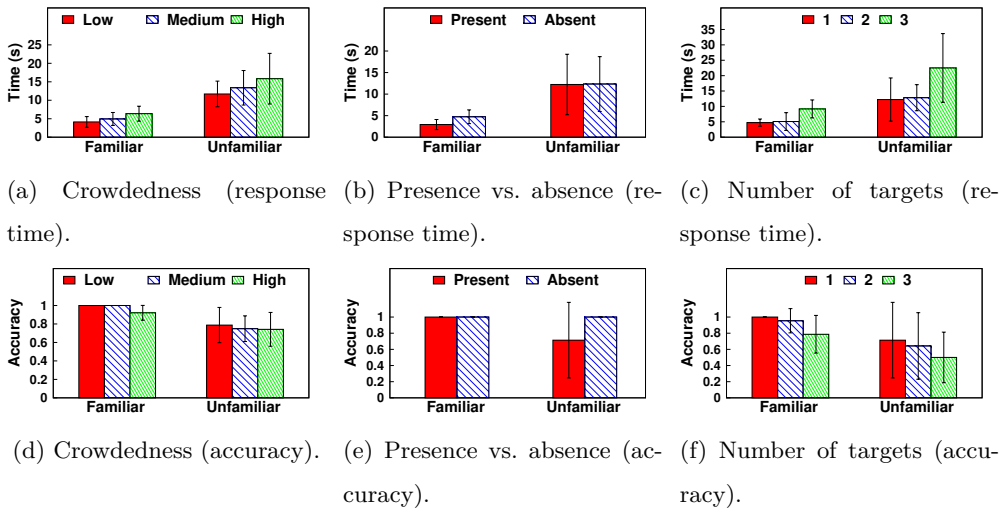 Low Medium High
Time (s)
25
20
15
10
5
0
Familiar Unfamiliar
(a) Crowdedness (response
time).
Present Absent
Time (s)
20
15
10
5
0
Familiar Unfamiliar
(b) Presence vs. absence (re-
sponse time).
1 2 3
Time (s)
35
30
25
20
15
10
5
0
Familiar Unfamiliar
(c) Number of targets (re-
sponse time).
Low Medium High
Accuracy
1
0.8
0.6
0.4
0.2
0
Familiar Unfamiliar
(d) Crowdedness (accuracy).
Present Absent
Accuracy
1
0.8
0.6
0.4
0.2
0
Familiar Unfamiliar
(e) Presence vs. absence (ac-
curacy).
1 2 3
Accuracy
1
0.8
0.6
0.4
0.2
0
Familiar Unfamiliar
(f) Number of targets (accu-
racy).